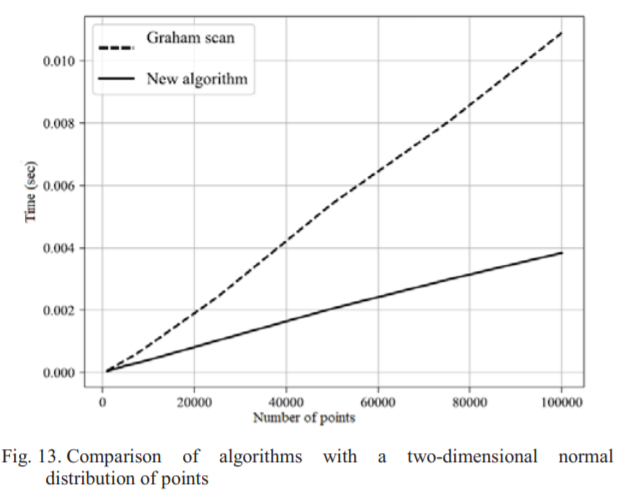 Graham scan
New algorithm
0.010
0.008
0.006
0.004
0.002
0.000
Time (sec)
0 20000 40000 60000 80000 100000
Number of points
Fig. 13. Comparison of algorithms with a two-dimensional normal
distribution of points